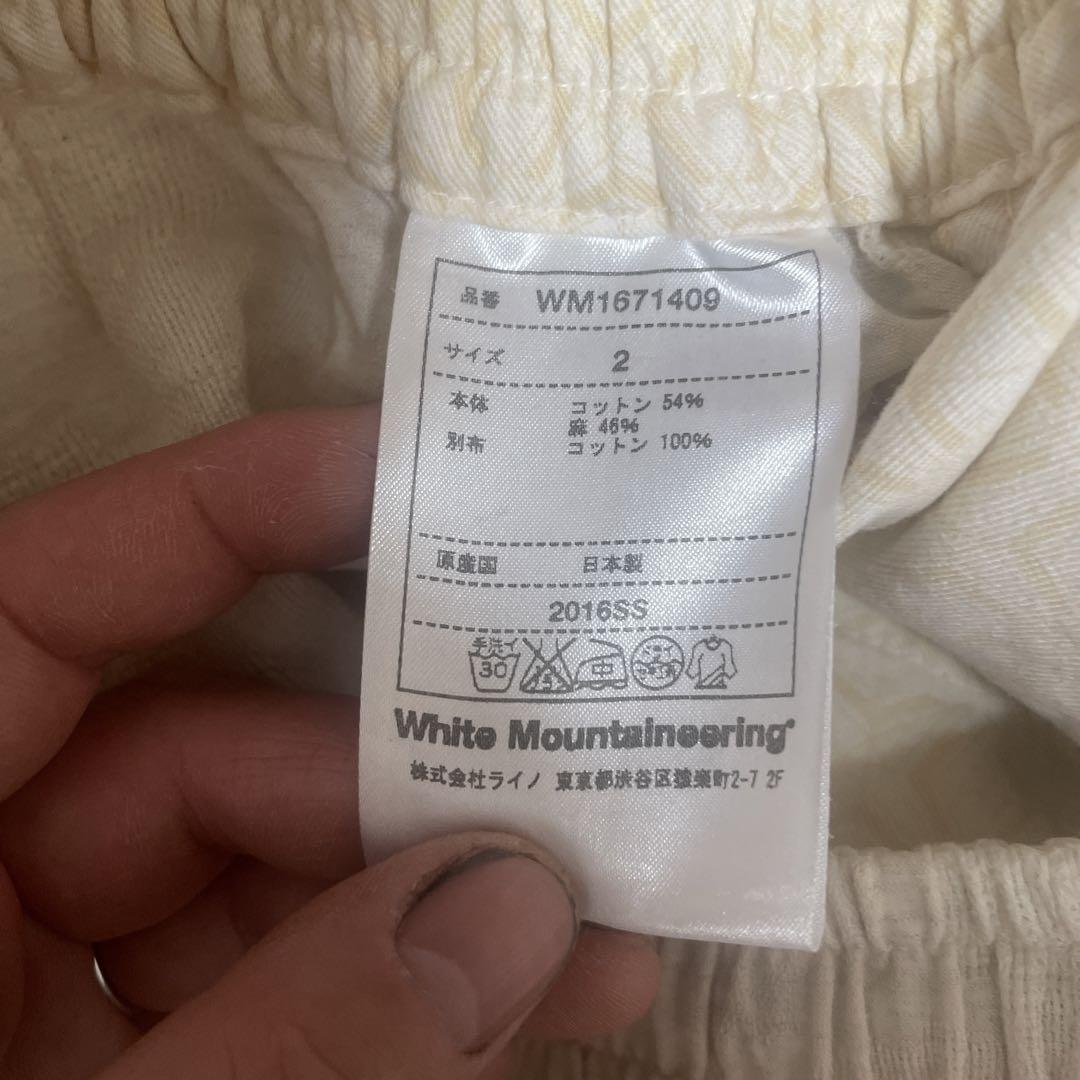 品番 WM1671409
サイズ 2
本体 コットン 54%
麻 46%
別布 コットン 100%
原産国 日本製
2016SS
手洗イ
30
中
White Mountaineering
株式会社ライノ 東京都渋谷区猿楽町2-7 2F